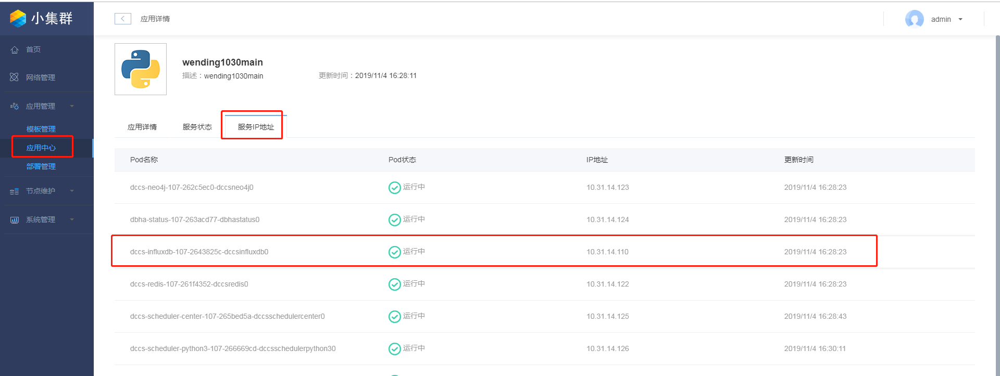 小集群
首页
网络管理
应用管理
模板管理
应用中心
部署管理
节点维护
系统管理
应用详情
admin
wending1030main
描述：wending1030main 更新时间：2019/11/4 16:28:11
应用详情 服务状态 服务IP地址
Pod名称 Pod状态 IP地址 更新时间
dccs-neo4j-107-262c5ec0-dccsneo4j0 运行中 10.31.14.123 2019/11/4 16:28:23
dbha-status-107-263acd77-dbhastatus0 运行中 10.31.14.124 2019/11/4 16:28:23
dccs-influxdb-107-2643825c-dccsinfluxdb0 运行中 10.31.14.110 2019/11/4 16:28:23
dccs-redis-107-261f4352-dccsredis0 运行中 10.31.14.122 2019/11/4 16:28:23
dccs-scheduler-center-107-265bed5a-dccsschedulercenter0 运行中 10.31.14.125 2019/11/4 16:28:43
dccs-scheduler-python3-107-266669cd-dccsschedulerpython30 运行中 10.31.14.126 2019/11/4 16:30:11